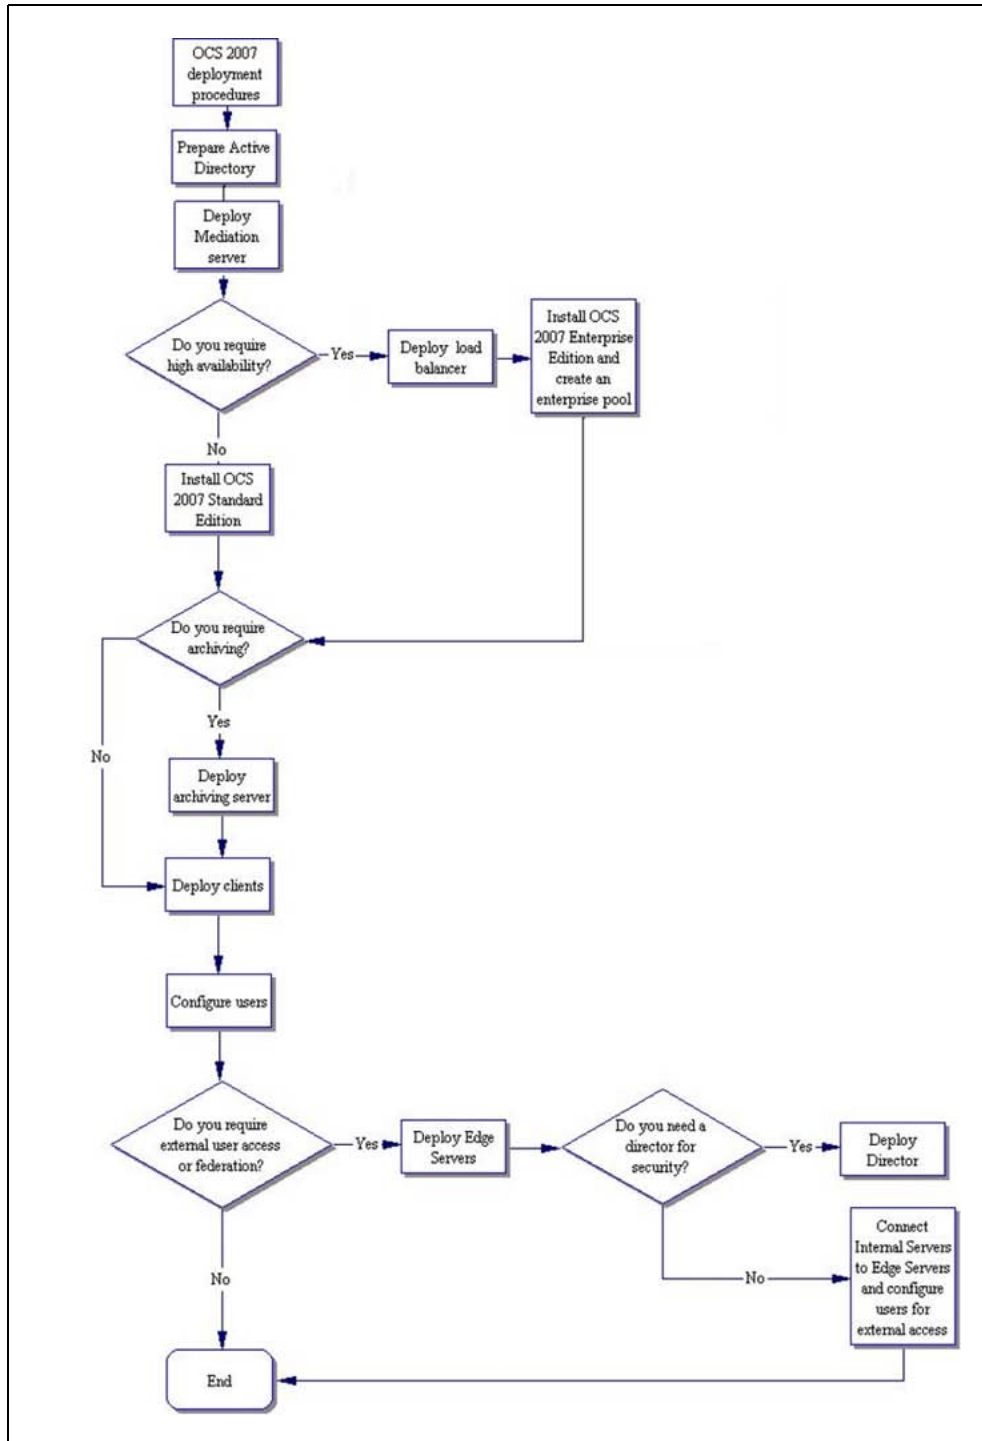 OCS 2007
deployment
procedures
Prepare Active
Directory
Deploy
Mediation
server
Do you require
high availability?
Yes
Deploy load
balancer
Install OCS
2007 Enterprise
Edition and
create an
enterprise pool
No
Install OCS
2007 Standard
Edition
Do you require
archiving?
Yes
No
Deploy
archiving server
Deploy clients
Configure users
Do you require
external user access
or federation?
Yes
Deploy Edge
Servers
Do you need a
director for
security?
Yes
Deploy
Director
No
Connect
Internal Servers
to Edge Servers
and configure
users for
external access
No
End